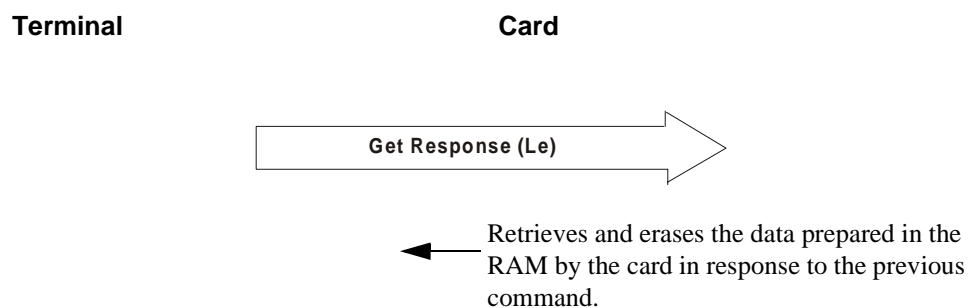 Terminal Card
Get Response (Le)
Retrieves and erases the data prepared in the
RAM by the card in response to the previous
command.